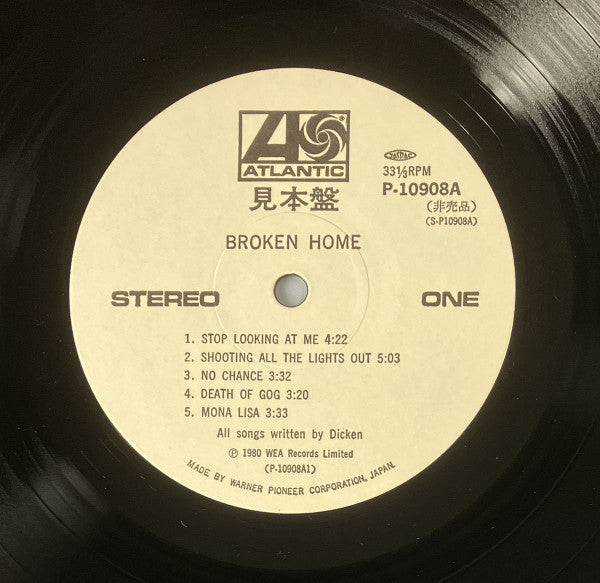 ATLANTIC
見本盤
JASRAC
33⅓RPM
P-10908A
(非売品)
(S-P10908A)
BROKEN HOME
STEREO
ONE
1. STOP LOOKING AT ME 4:22
2. SHOOTING ALL THE LIGHTS OUT 5:03
3. NO CHANCE 3:32
4. DEATH OF GOG 3:20
5. MONA LISA 3:33
All songs written by Dicken
Ⓟ 1980 WEA Records Limited
(P-10908A1)
MADE BY WARNER PIONEER CORPORATION, JAPAN.